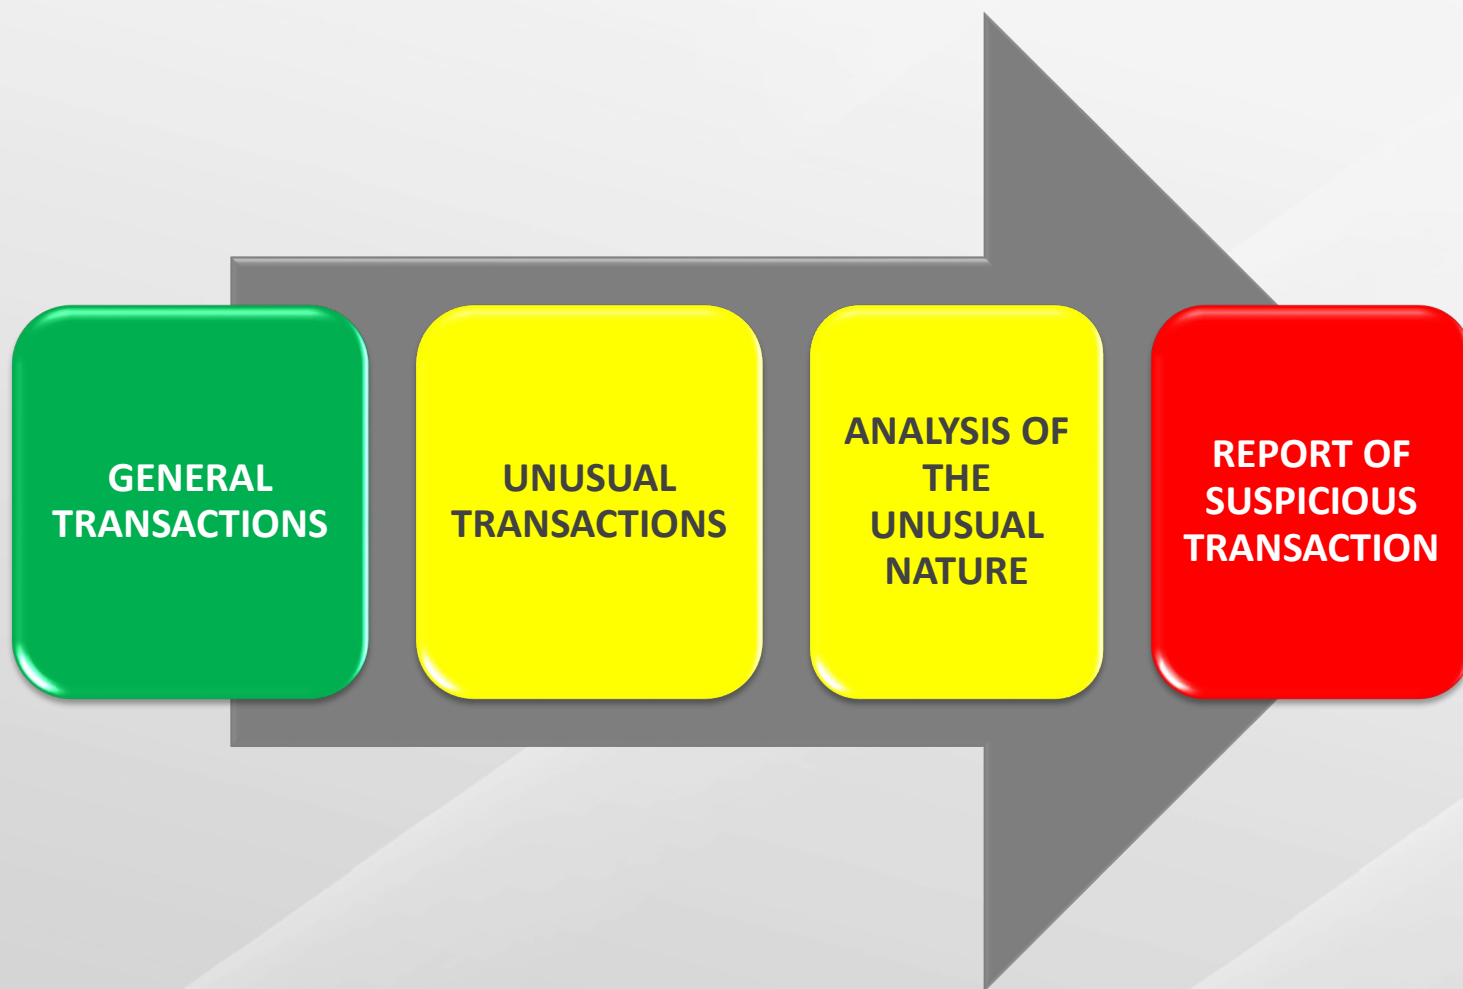 GENERAL
TRANSACTIONS
UNUSUAL
TRANSACTIONS
ANALYSIS OF
THE
UNUSUAL
NATURE
REPORT OF
SUSPICIOUS
TRANSACTION